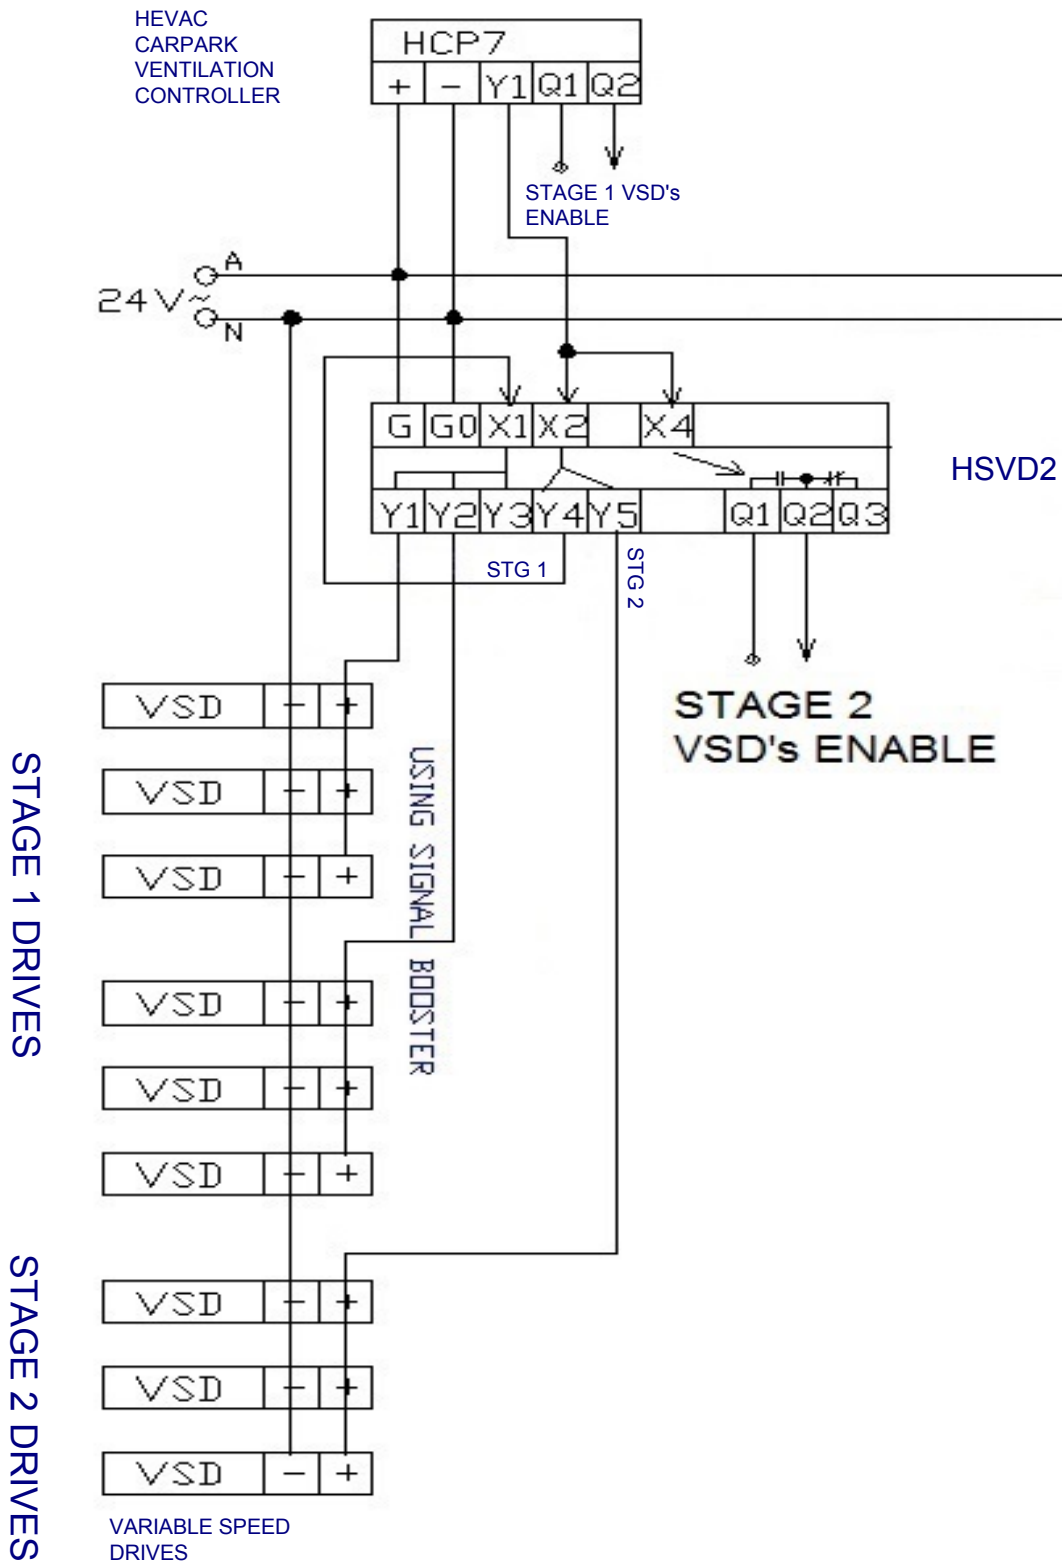 HEVAC
CARPARK
VENTILATION
CONTROLLER
HCP7
+ − Y1 Q1 Q2
STAGE 1 VSD's
ENABLE
A
24V~
N
G G0 X1 X2 X4
HSVD2
Y1 Y2 Y3 Y4 Y5 Q1 Q2 Q3
STG 1
STG 2
STAGE 2
VSD's ENABLE
STAGE 1 DRIVES
VSD − +
VSD − +
VSD − +
USING SIGNAL BOOSTER
VSD − +
VSD − +
VSD − +
STAGE 2 DRIVES
VSD − +
VSD − +
VSD − +
VARIABLE SPEED
DRIVES